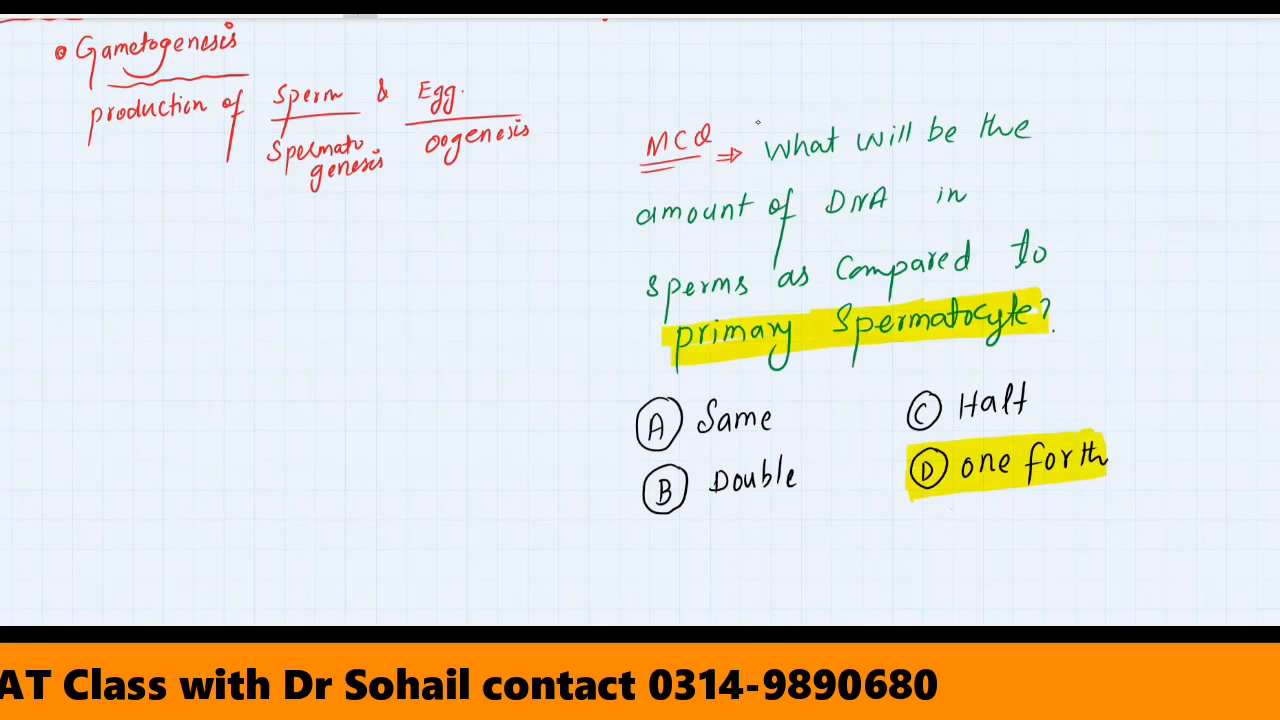 Gametogenesis
production of Sperm & Egg.
Spermato
genesis
oogenesis
MCQ ⇒ What will be the
amount of DNA in
sperms as compared to
primary spermatocyte?
A Same
B Double
C Half
D one forth
AT Class with Dr Sohail contact 0314-9890680